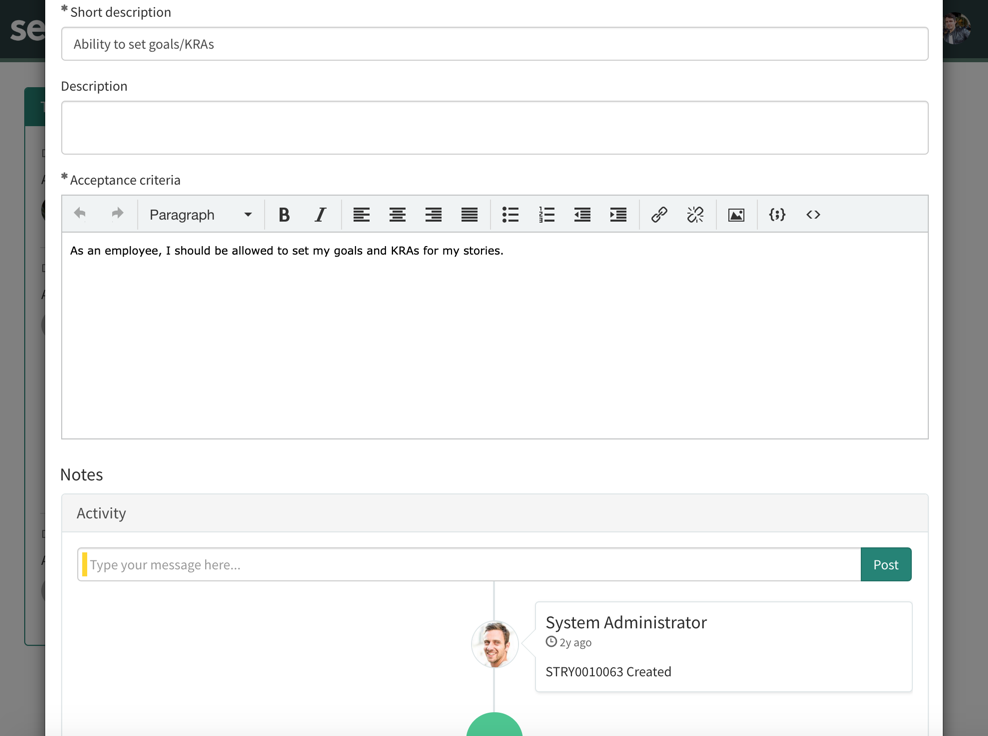 se
* Short description
Ability to set goals/KRAs
Description
* Acceptance criteria
Paragraph B I
As an employee, I should be allowed to set my goals and KRAs for my stories.
Notes
Activity
Type your message here... Post
System Administrator
2y ago
STRY0010063 Created